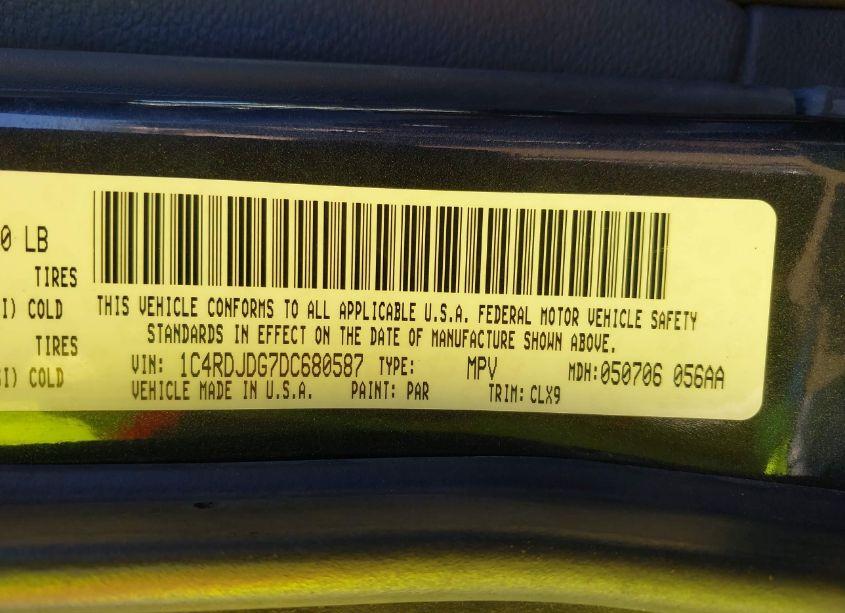 0 LB
TIRES
I) COLD
TIRES
SI) COLD
THIS VEHICLE CONFORMS TO ALL APPLICABLE U.S.A. FEDERAL MOTOR VEHICLE SAFETY
STANDARDS IN EFFECT ON THE DATE OF MANUFACTURE SHOWN ABOVE.
VIN: 1C4RDJDG7DC680587 TYPE: MPV MDH:050706 056AA
VEHICLE MADE IN U.S.A. PAINT: PAR TRIM: CLX9